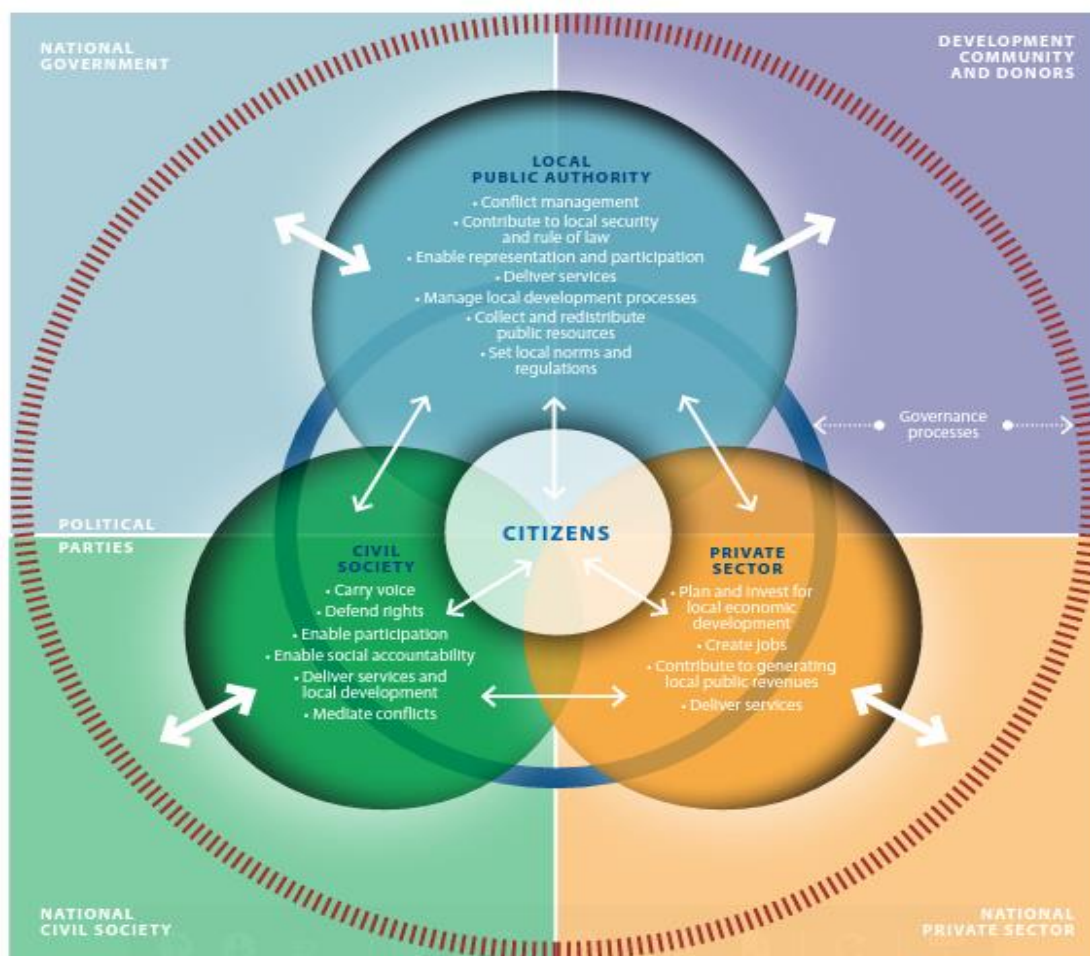 NATIONAL
GOVERNMENT
DEVELOPMENT
COMMUNITY
AND DONORS
LOCAL
PUBLIC AUTHORITY
• Conflict management
• Contribute to local security
and rule of law
• Enable representation and participation
• Deliver services
• Manage local development processes
• Collect and redistribute
public resources
• Set local norms and
regulations
Governance
processes
CITIZENS
POLITICAL
PARTIES
CIVIL
SOCIETY
• Carry voice
• Defend rights
• Enable participation
• Enable social accountability
• Deliver services and
local development
• Mediate conflicts
PRIVATE
SECTOR
• Plan and invest for
local economic
development
• Create jobs
• Contribute to generating
local public revenues
• Deliver services
NATIONAL
CIVIL SOCIETY
NATIONAL
PRIVATE SECTOR